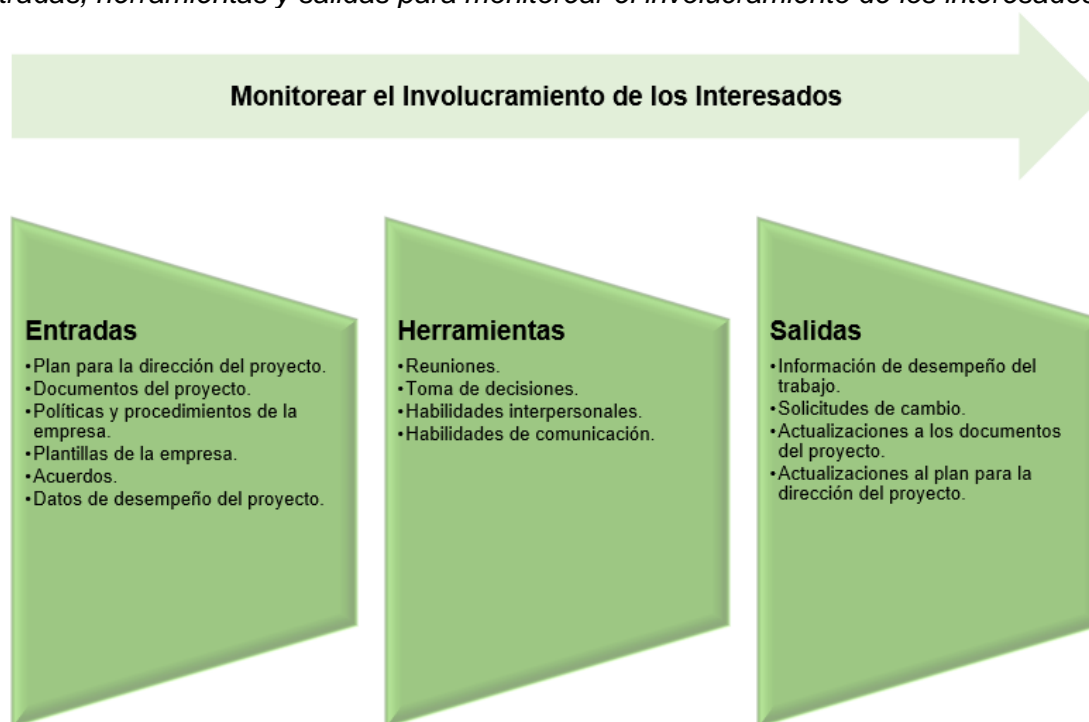 tradas, herramientas y salidas para monitorear el involucramiento de los interesados
Monitorear el Involucramiento de los Interesados
Entradas
•Plan para la dirección del proyecto.
•Documentos del proyecto.
•Políticas y procedimientos de la
empresa.
•Plantillas de la empresa.
•Acuerdos.
•Datos de desempeño del proyecto.
Herramientas
•Reuniones.
•Toma de decisiones.
•Habilidades interpersonales.
•Habilidades de comunicación.
Salidas
•Información de desempeño del
trabajo.
•Solicitudes de cambio.
•Actualizaciones a los documentos
del proyecto.
•Actualizaciones al plan para la
dirección del proyecto.